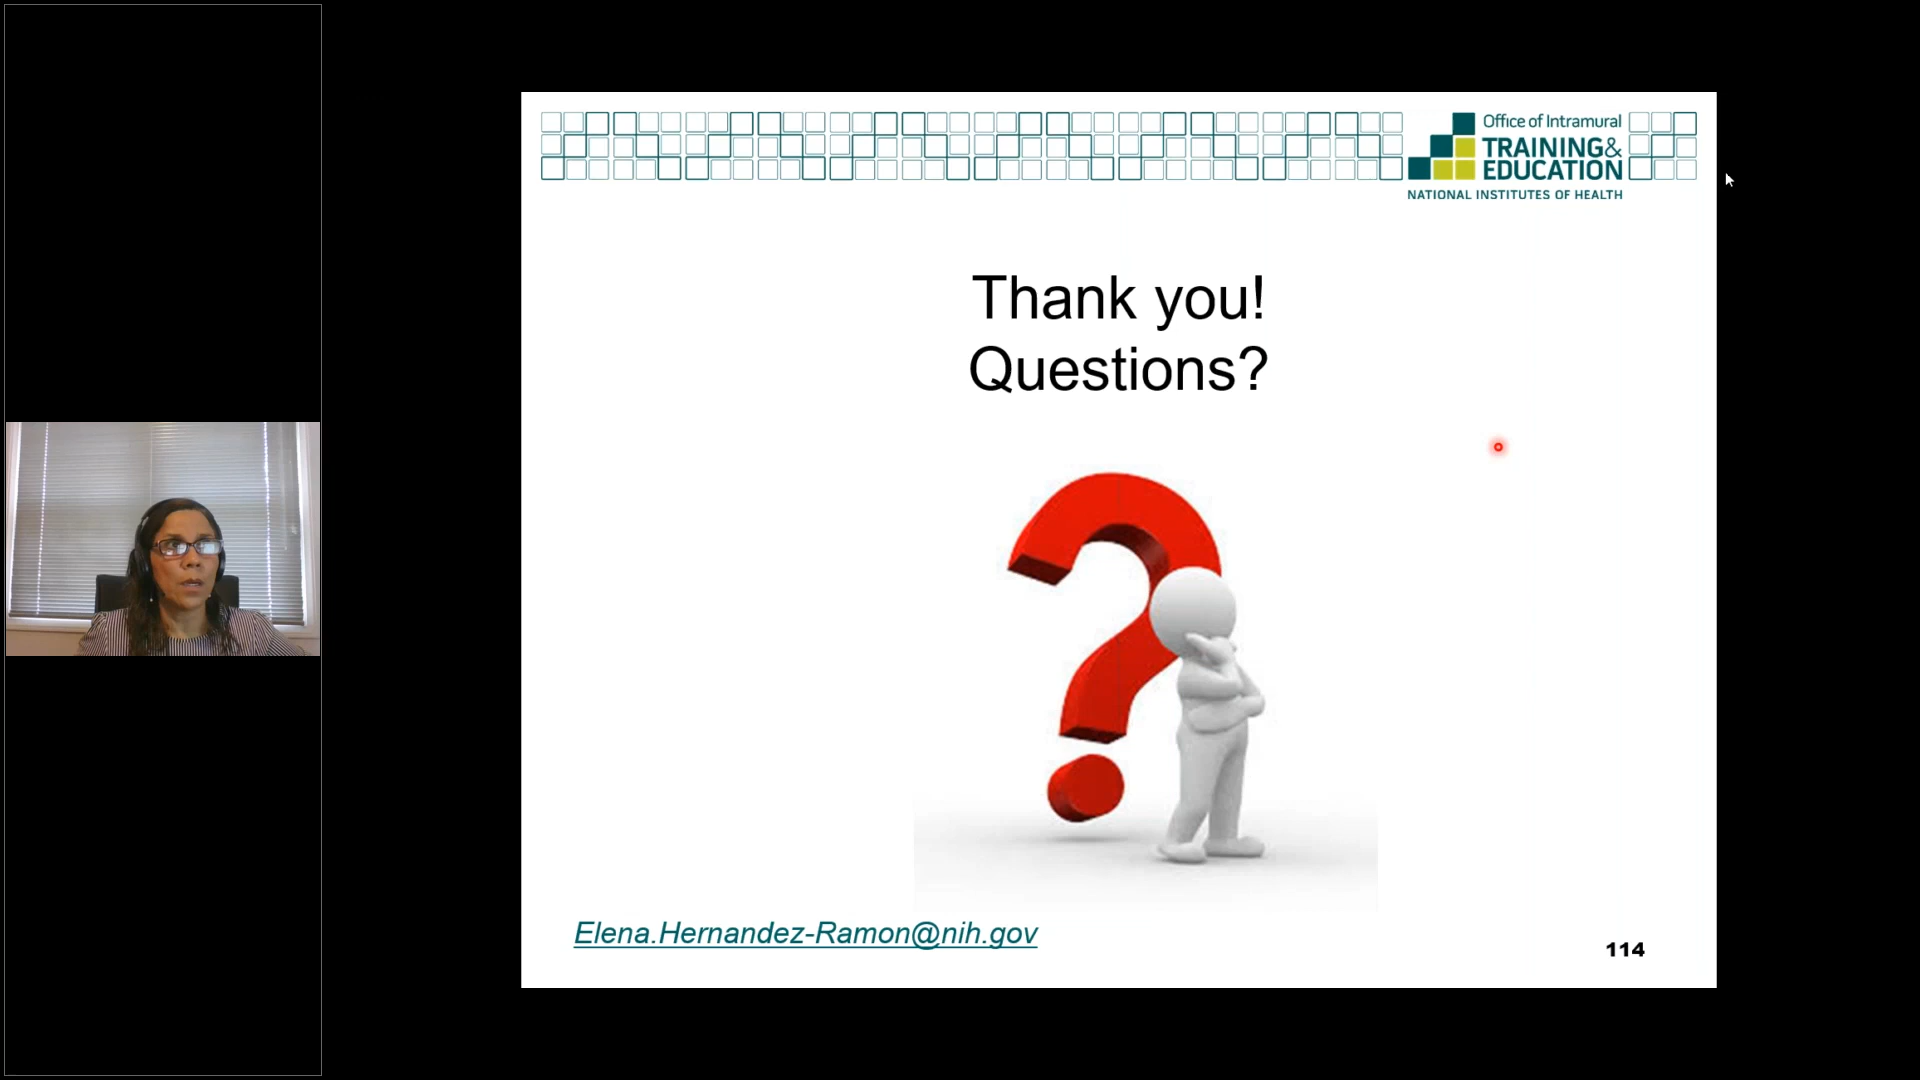 Office of Intramural
TRAINING&
EDUCATION
NATIONAL INSTITUTES OF HEALTH
Thank you!
Questions?
Elena.Hernandez-Ramon@nih.gov
114